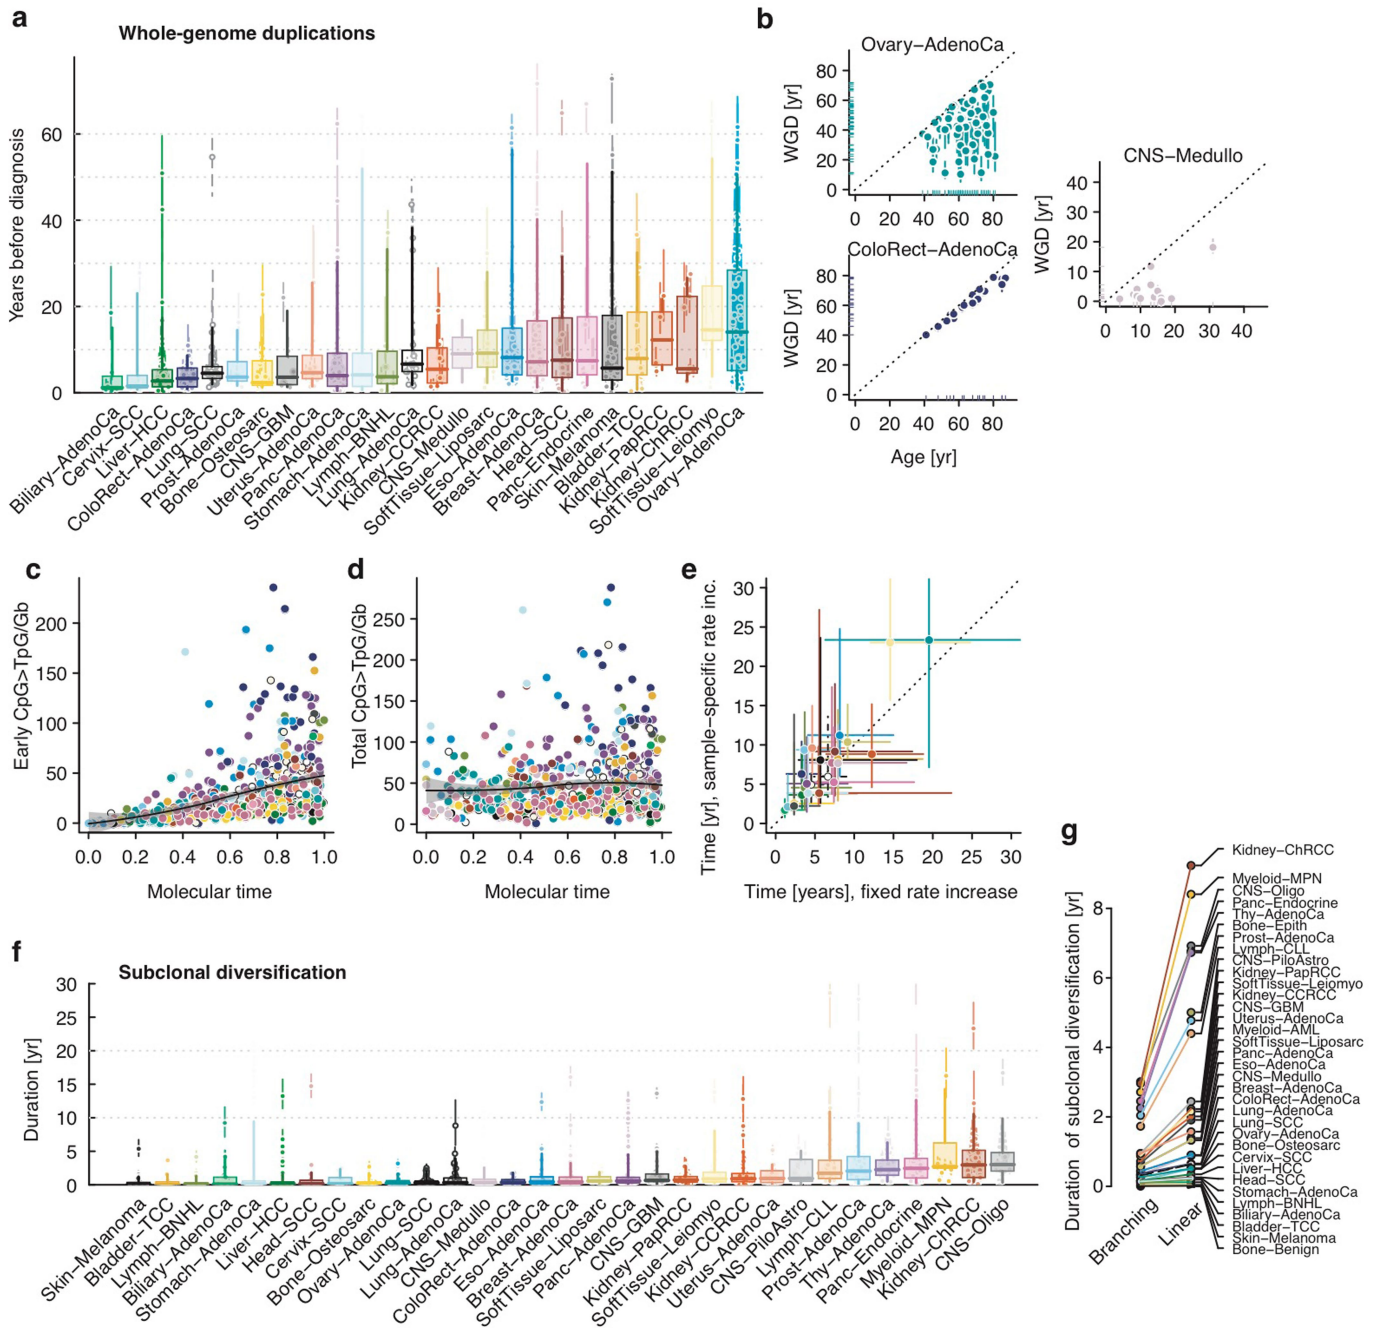 a
Whole-genome duplications
Years before diagnosis
60
40
20
0
Biliary–AdenoCa
Cervix–SCC
Liver–HCC
ColoRect–AdenoCa
Lung–SCC
Prost–AdenoCa
Bone–Osteosarc
CNS–GBM
Uterus–AdenoCa
Panc–AdenoCa
Stomach–AdenoCa
Lymph–BNHL
Lung–AdenoCa
Kidney–CCRCC
CNS–Medullo
SoftTissue–Liposarc
Eso–AdenoCa
Breast–AdenoCa
Head–SCC
Panc–Endocrine
Skin–Melanoma
Bladder–TCC
Kidney–PapRCC
Kidney–ChRCC
SoftTissue–Leiomyo
Ovary–AdenoCa
b
Ovary–AdenoCa
WGD [yr]
80
60
40
20
0
0 20 40 60 80
ColoRect–AdenoCa
WGD [yr]
80
60
40
20
0
0 20 40 60 80
Age [yr]
CNS–Medullo
WGD [yr]
40
30
20
10
0
0 10 20 30 40
c
Early CpG>TpG/Gb
200
150
100
50
0
0.0 0.2 0.4 0.6 0.8 1.0
Molecular time
d
Total CpG>TpG/Gb
250
200
150
100
50
0
0.0 0.2 0.4 0.6 0.8 1.0
Molecular time
e
Time [yr], sample–specific rate inc.
30
25
20
15
10
5
0
0 5 10 15 20 25 30
Time [years], fixed rate increase
f
Subclonal diversification
Duration [yr]
30
25
20
15
10
5
0
Skin–Melanoma
Bladder–TCC
Lymph–BNHL
Biliary–AdenoCa
Stomach–AdenoCa
Liver–HCC
Head–SCC
Cervix–SCC
Bone–Osteosarc
Ovary–AdenoCa
Lung–SCC
Lung–AdenoCa
CNS–Medullo
ColoRect–AdenoCa
Eso–AdenoCa
Breast–AdenoCa
SoftTissue–Liposarc
Panc–AdenoCa
CNS–GBM
Kidney–PapRCC
SoftTissue–Leiomyo
Kidney–CCRCC
Uterus–AdenoCa
CNS–PiloAstro
Lymph–CLL
Prost–AdenoCa
Thy–AdenoCa
Panc–Endocrine
Myeloid–MPN
Kidney–ChRCC
CNS–Oligo
g
Duration of subclonal diversification [yr]
8
6
4
2
0
Branching
Linear
Kidney–ChRCC
Myeloid–MPN
CNS–Oligo
Panc–Endocrine
Thy–AdenoCa
Bone–Epith
Prost–AdenoCa
Lymph–CLL
CNS–PiloAstro
Kidney–PapRCC
SoftTissue–Leiomyo
Kidney–CCRCC
CNS–GBM
Uterus–AdenoCa
Myeloid–AML
SoftTissue–Liposarc
Panc–AdenoCa
Eso–AdenoCa
CNS–Medullo
Breast–AdenoCa
ColoRect–AdenoCa
Lung–AdenoCa
Lung–SCC
Ovary–AdenoCa
Bone–Osteosarc
Cervix–SCC
Liver–HCC
Head–SCC
Stomach–AdenoCa
Lymph–BNHL
Biliary–AdenoCa
Bladder–TCC
Skin–Melanoma
Bone–Benign